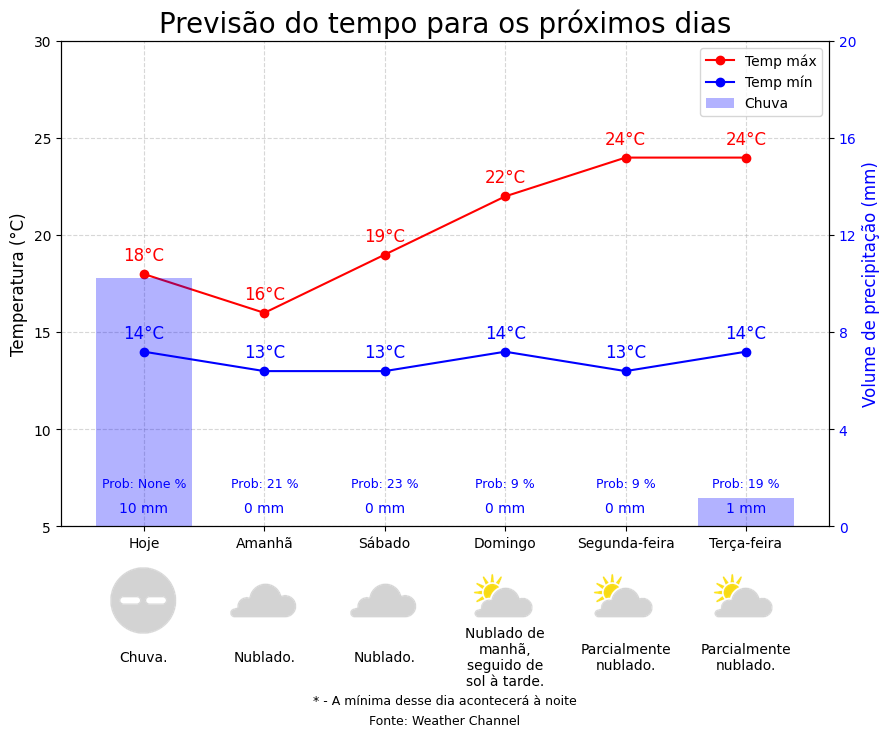 Previsão do tempo para os próximos dias
30
25
20
15
10
5
Temperatura (°C)
20
16
12
8
4
0
Volume de precipitação (mm)
Temp máx
Temp mín
Chuva
18°C
16°C
19°C
22°C
24°C
24°C
14°C
13°C
13°C
14°C
13°C
14°C
Prob: None %
Prob: 21 %
Prob: 23 %
Prob: 9 %
Prob: 9 %
Prob: 19 %
10 mm
0 mm
0 mm
0 mm
0 mm
1 mm
Hoje
Amanhã
Sábado
Domingo
Segunda-feira
Terça-feira
Chuva.
Nublado.
Nublado.
Nublado de
manhã,
seguido de
sol à tarde.
Parcialmente
nublado.
Parcialmente
nublado.
* - A mínima desse dia acontecerá à noite
Fonte: Weather Channel